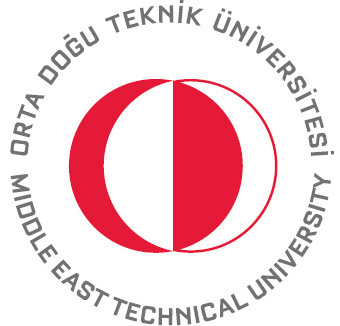 ORTA DOĞU TEKNİK ÜNİVERSİTESİ
MIDDLE EAST TECHNICAL UNIVERSITY